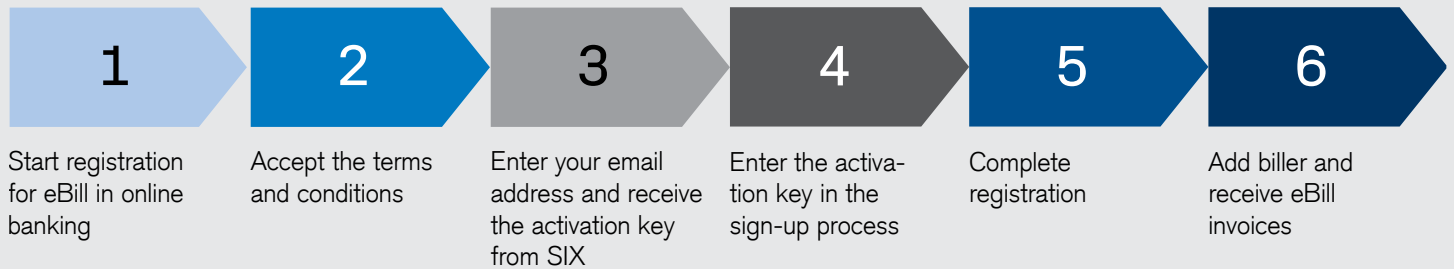 1
Start registration
for eBill in online
banking
2
Accept the terms
and conditions
3
Enter your email
address and receive
the activation key
from SIX
4
Enter the activa-
tion key in the
sign-up process
5
Complete
registration
6
Add biller and
receive eBill
invoices